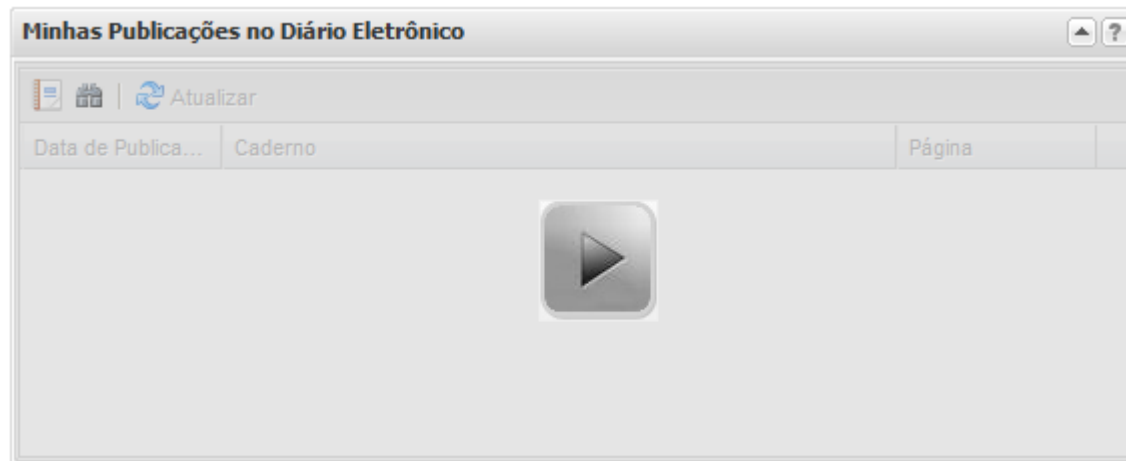 Minhas Publicações no Diário Eletrônico
?
Atualizar
Data de Publica... Caderno Página